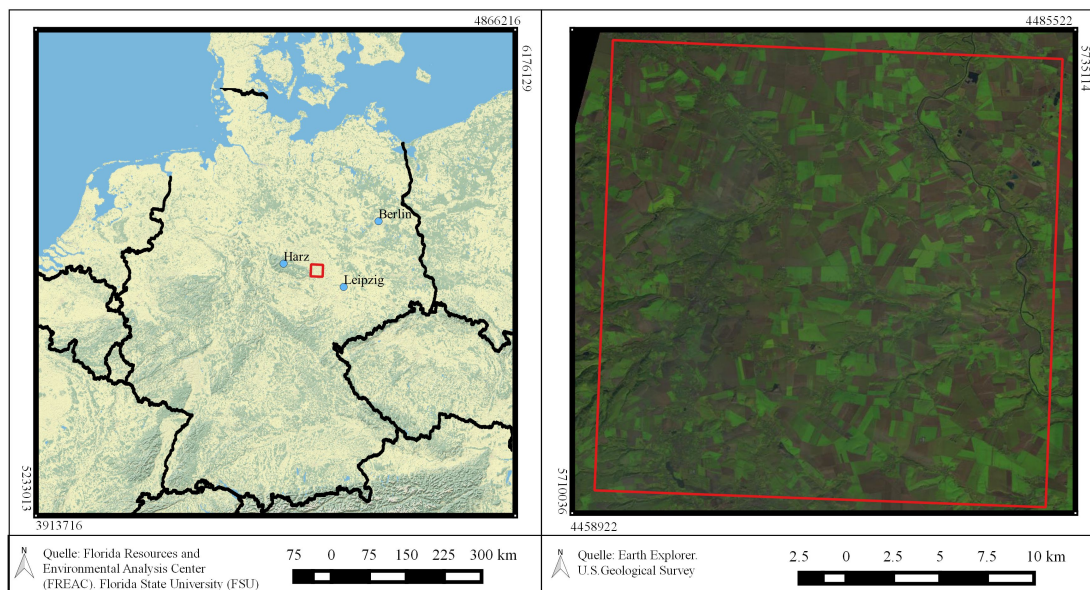 4866216
6176129
Berlin
Harz
Leipzig
5233013
3913716
4485522
5735114
5710036
4458922
N
Quelle: Florida Resources and
Environmental Analysis Center
(FREAC). Florida State University (FSU)
75 0 75 150 225 300 km
N
Quelle: Earth Explorer.
U.S.Geological Survey
2.5 0 2.5 5 7.5 10 km